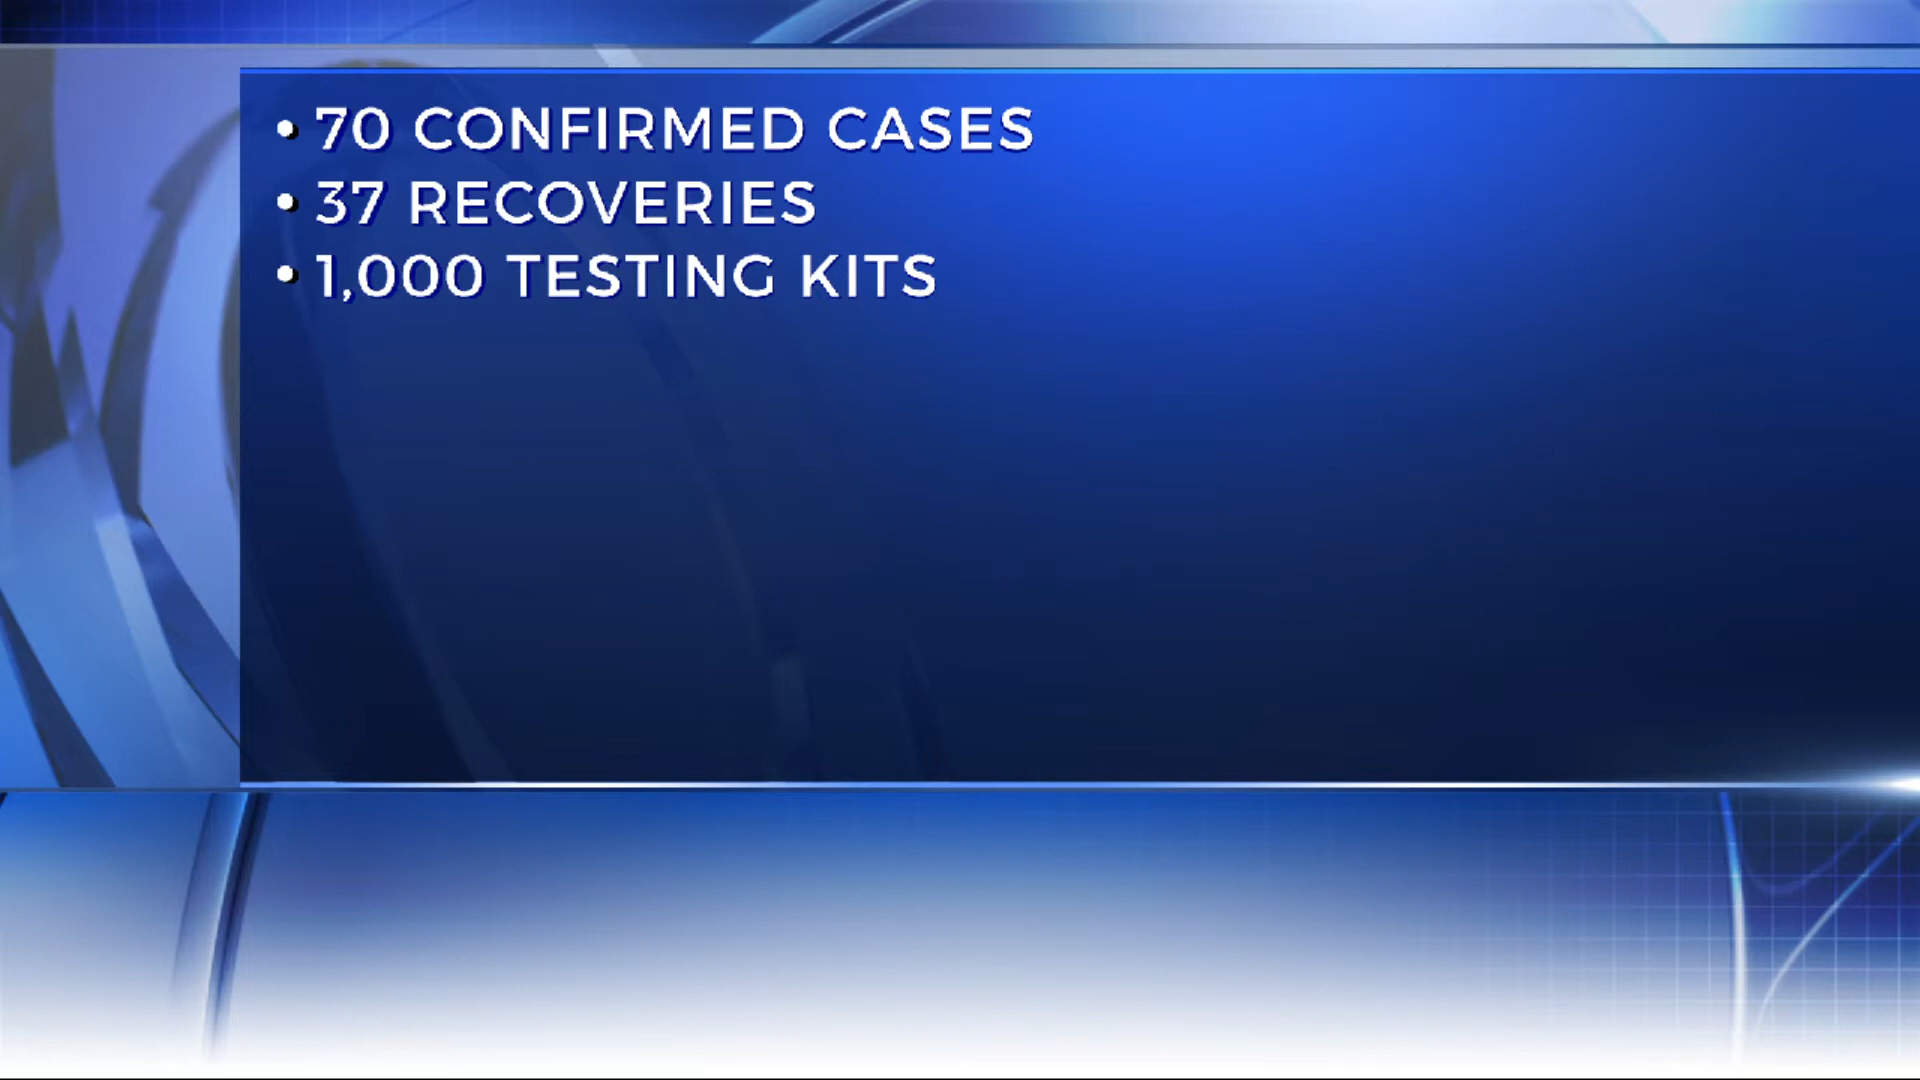 • 70 CONFIRMED CASES
• 37 RECOVERIES
• 1,000 TESTING KITS